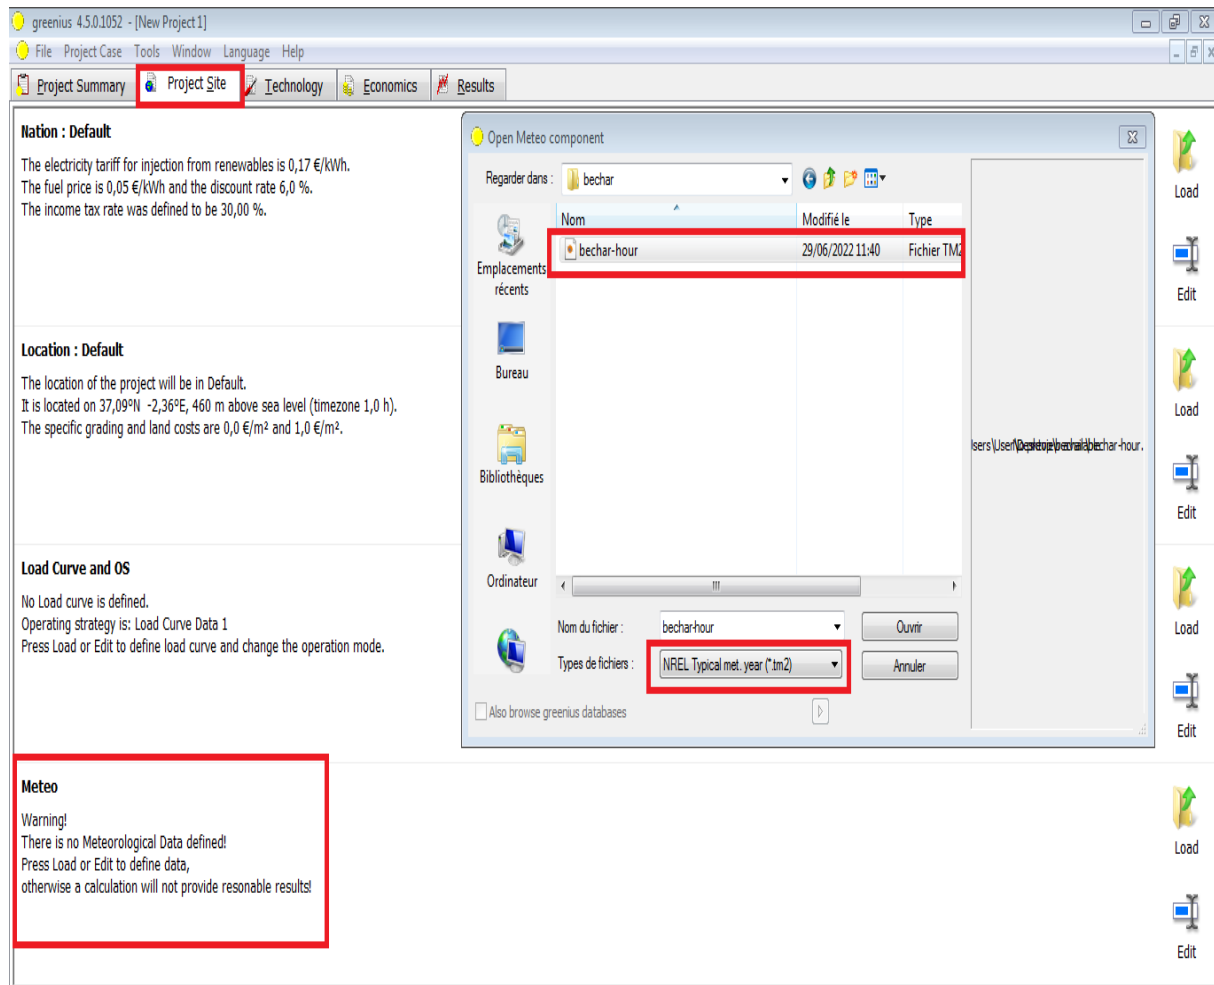 greenius 4.5.0.1052 - [New Project 1]
File Project Case Tools Window Language Help
Project Summary Project Site Technology Economics Results
Nation : Default
The electricity tariff for injection from renewables is 0,17 €/kWh.
The fuel price is 0,05 €/kWh and the discount rate 6,0 %.
The income tax rate was defined to be 30,00 %.
Load
Edit
Location : Default
The location of the project will be in Default.
It is located on 37,09ºN -2,36ºE, 460 m above sea level (timezone 1,0 h).
The specific grading and land costs are 0,0 €/m² and 1,0 €/m².
Load
Edit
Load Curve and OS
No Load curve is defined.
Operating strategy is: Load Curve Data 1
Press Load or Edit to define load curve and change the operation mode.
Load
Edit
Meteo
Warning!
There is no Meteorological Data defined!
Press Load or Edit to define data,
otherwise a calculation will not provide resonable results!
Load
Edit
Open Meteo component
Regarder dans : bechar
Nom Modifié le Type
bechar-hour 29/06/2022 11:40 Fichier TM2
Emplacements
récents
Bureau
Bibliothèques
Ordinateur
Nom du fichier : bechar-hour Ouvrir
Types de fichiers : NREL Typical met. year (*.tm2) Annuler
Also browse greenius databases